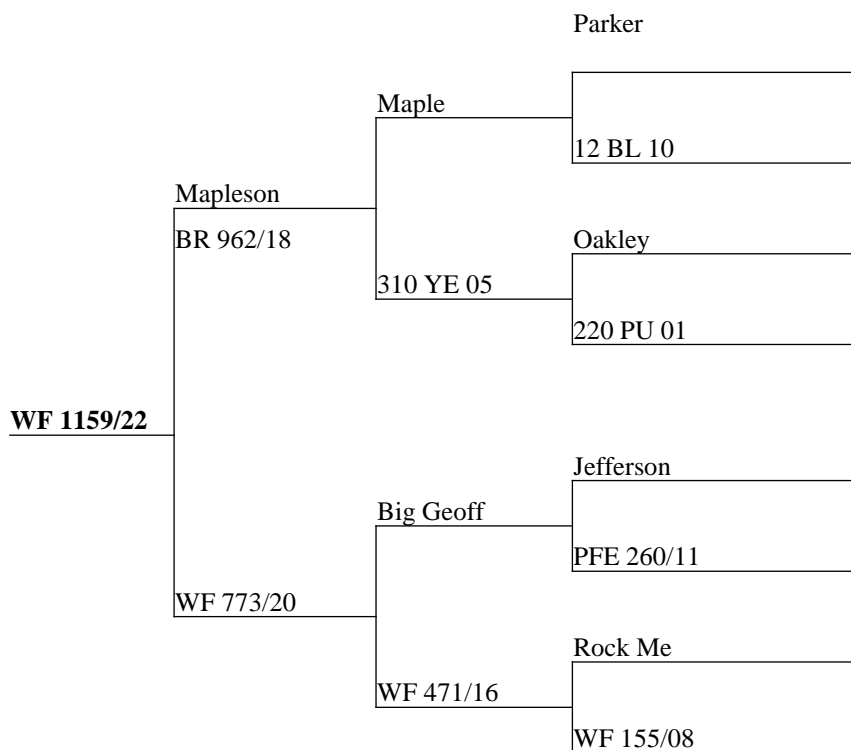 Parker
Maple
12 BL 10
Mapleson
BR 962/18
Oakley
310 YE 05
220 PU 01
WF 1159/22
Jefferson
Big Geoff
PFE 260/11
WF 773/20
Rock Me
WF 471/16
WF 155/08